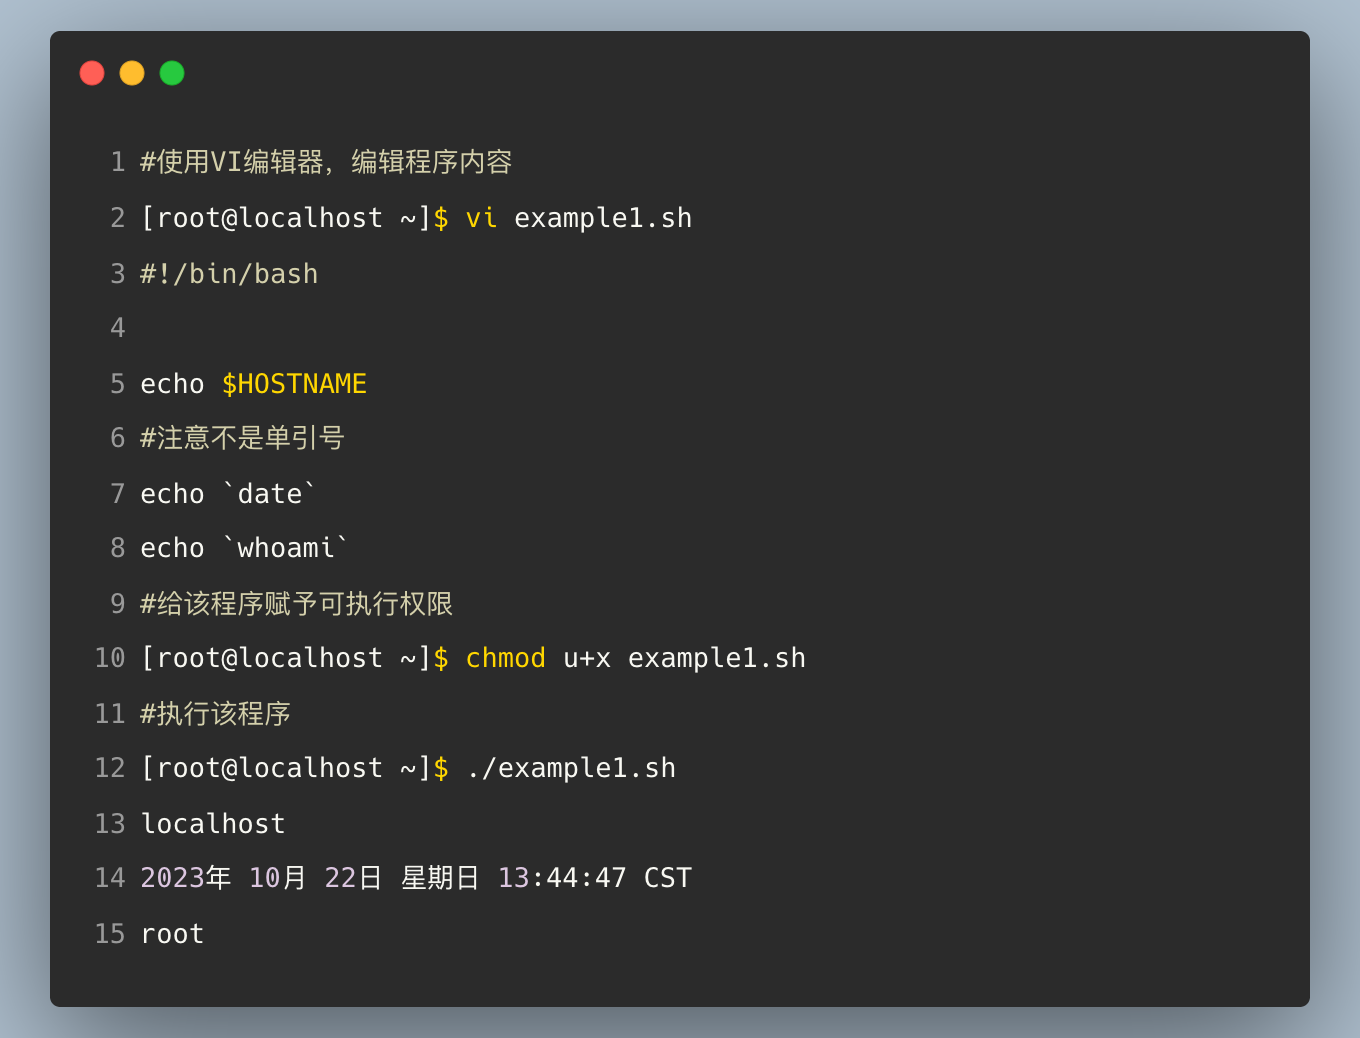 1 #使用VI编辑器，编辑程序内容
2 [root@localhost ~]$ vi example1.sh
3 #!/bin/bash
4
5 echo $HOSTNAME
6 #注意不是单引号
7 echo `date`
8 echo `whoami`
9 #给该程序赋予可执行权限
10 [root@localhost ~]$ chmod u+x example1.sh
11 #执行该程序
12 [root@localhost ~]$ ./example1.sh
13 localhost
14 2023年 10月 22日 星期日 13:44:47 CST
15 root